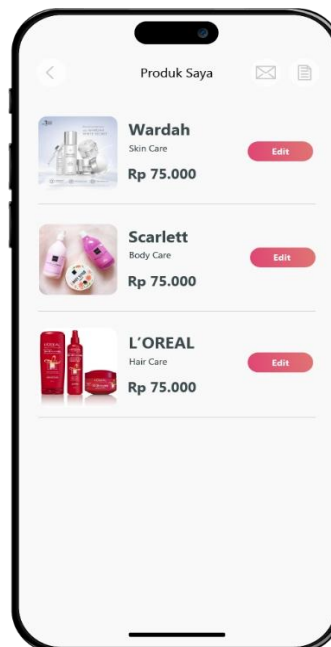 Produk Saya
Wardah
Skin Care
Rp 75.000
Edit
Scarlett
Body Care
Rp 75.000
Edit
L'OREAL
Hair Care
Rp 75.000
Edit